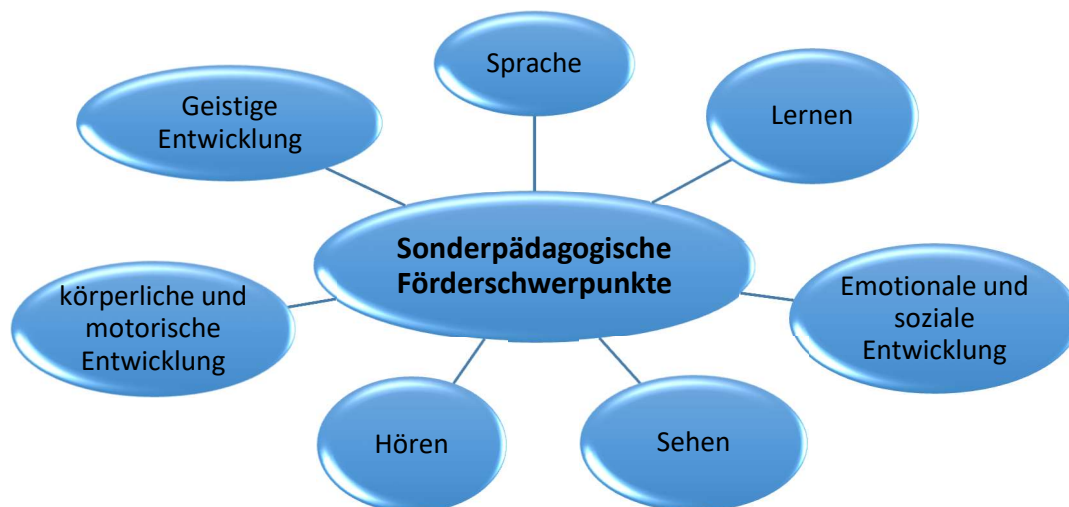 Sprache
Geistige
Entwicklung
Lernen
Sonderpädagogische
Förderschwerpunkte
körperliche und
motorische
Entwicklung
Emotionale und
soziale
Entwicklung
Hören
Sehen